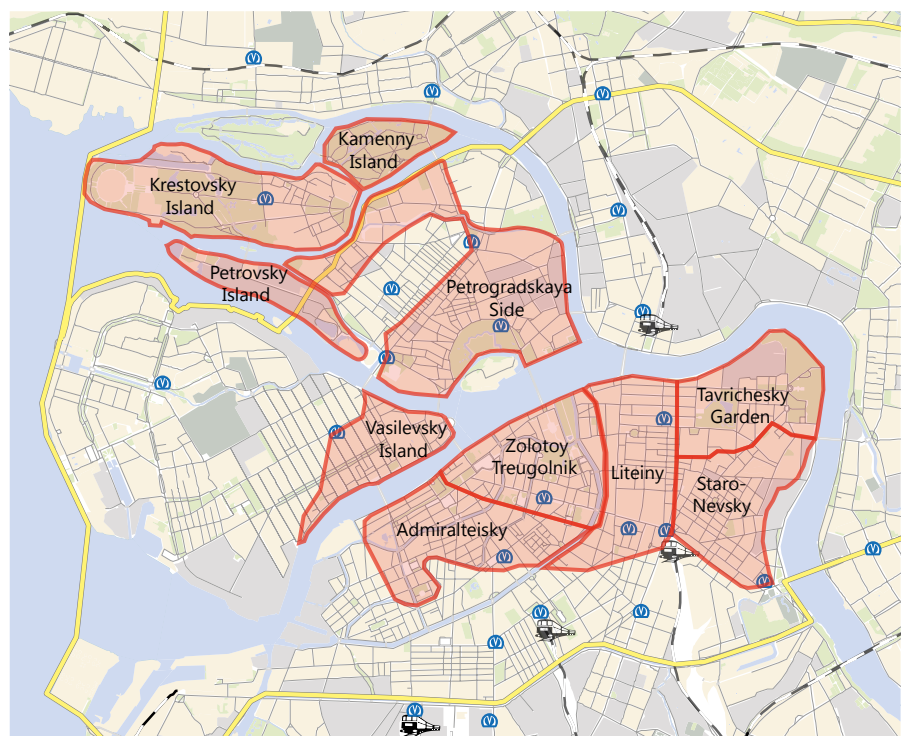 Kamenny
Island
Krestovsky
Island
Petrovsky
Island
Petrogradskaya
Side
Tavrichesky
Garden
Vasilevsky
Island
Zolotoy
Treugolnik
Liteiny
Staro-
Nevsky
Admiralteisky